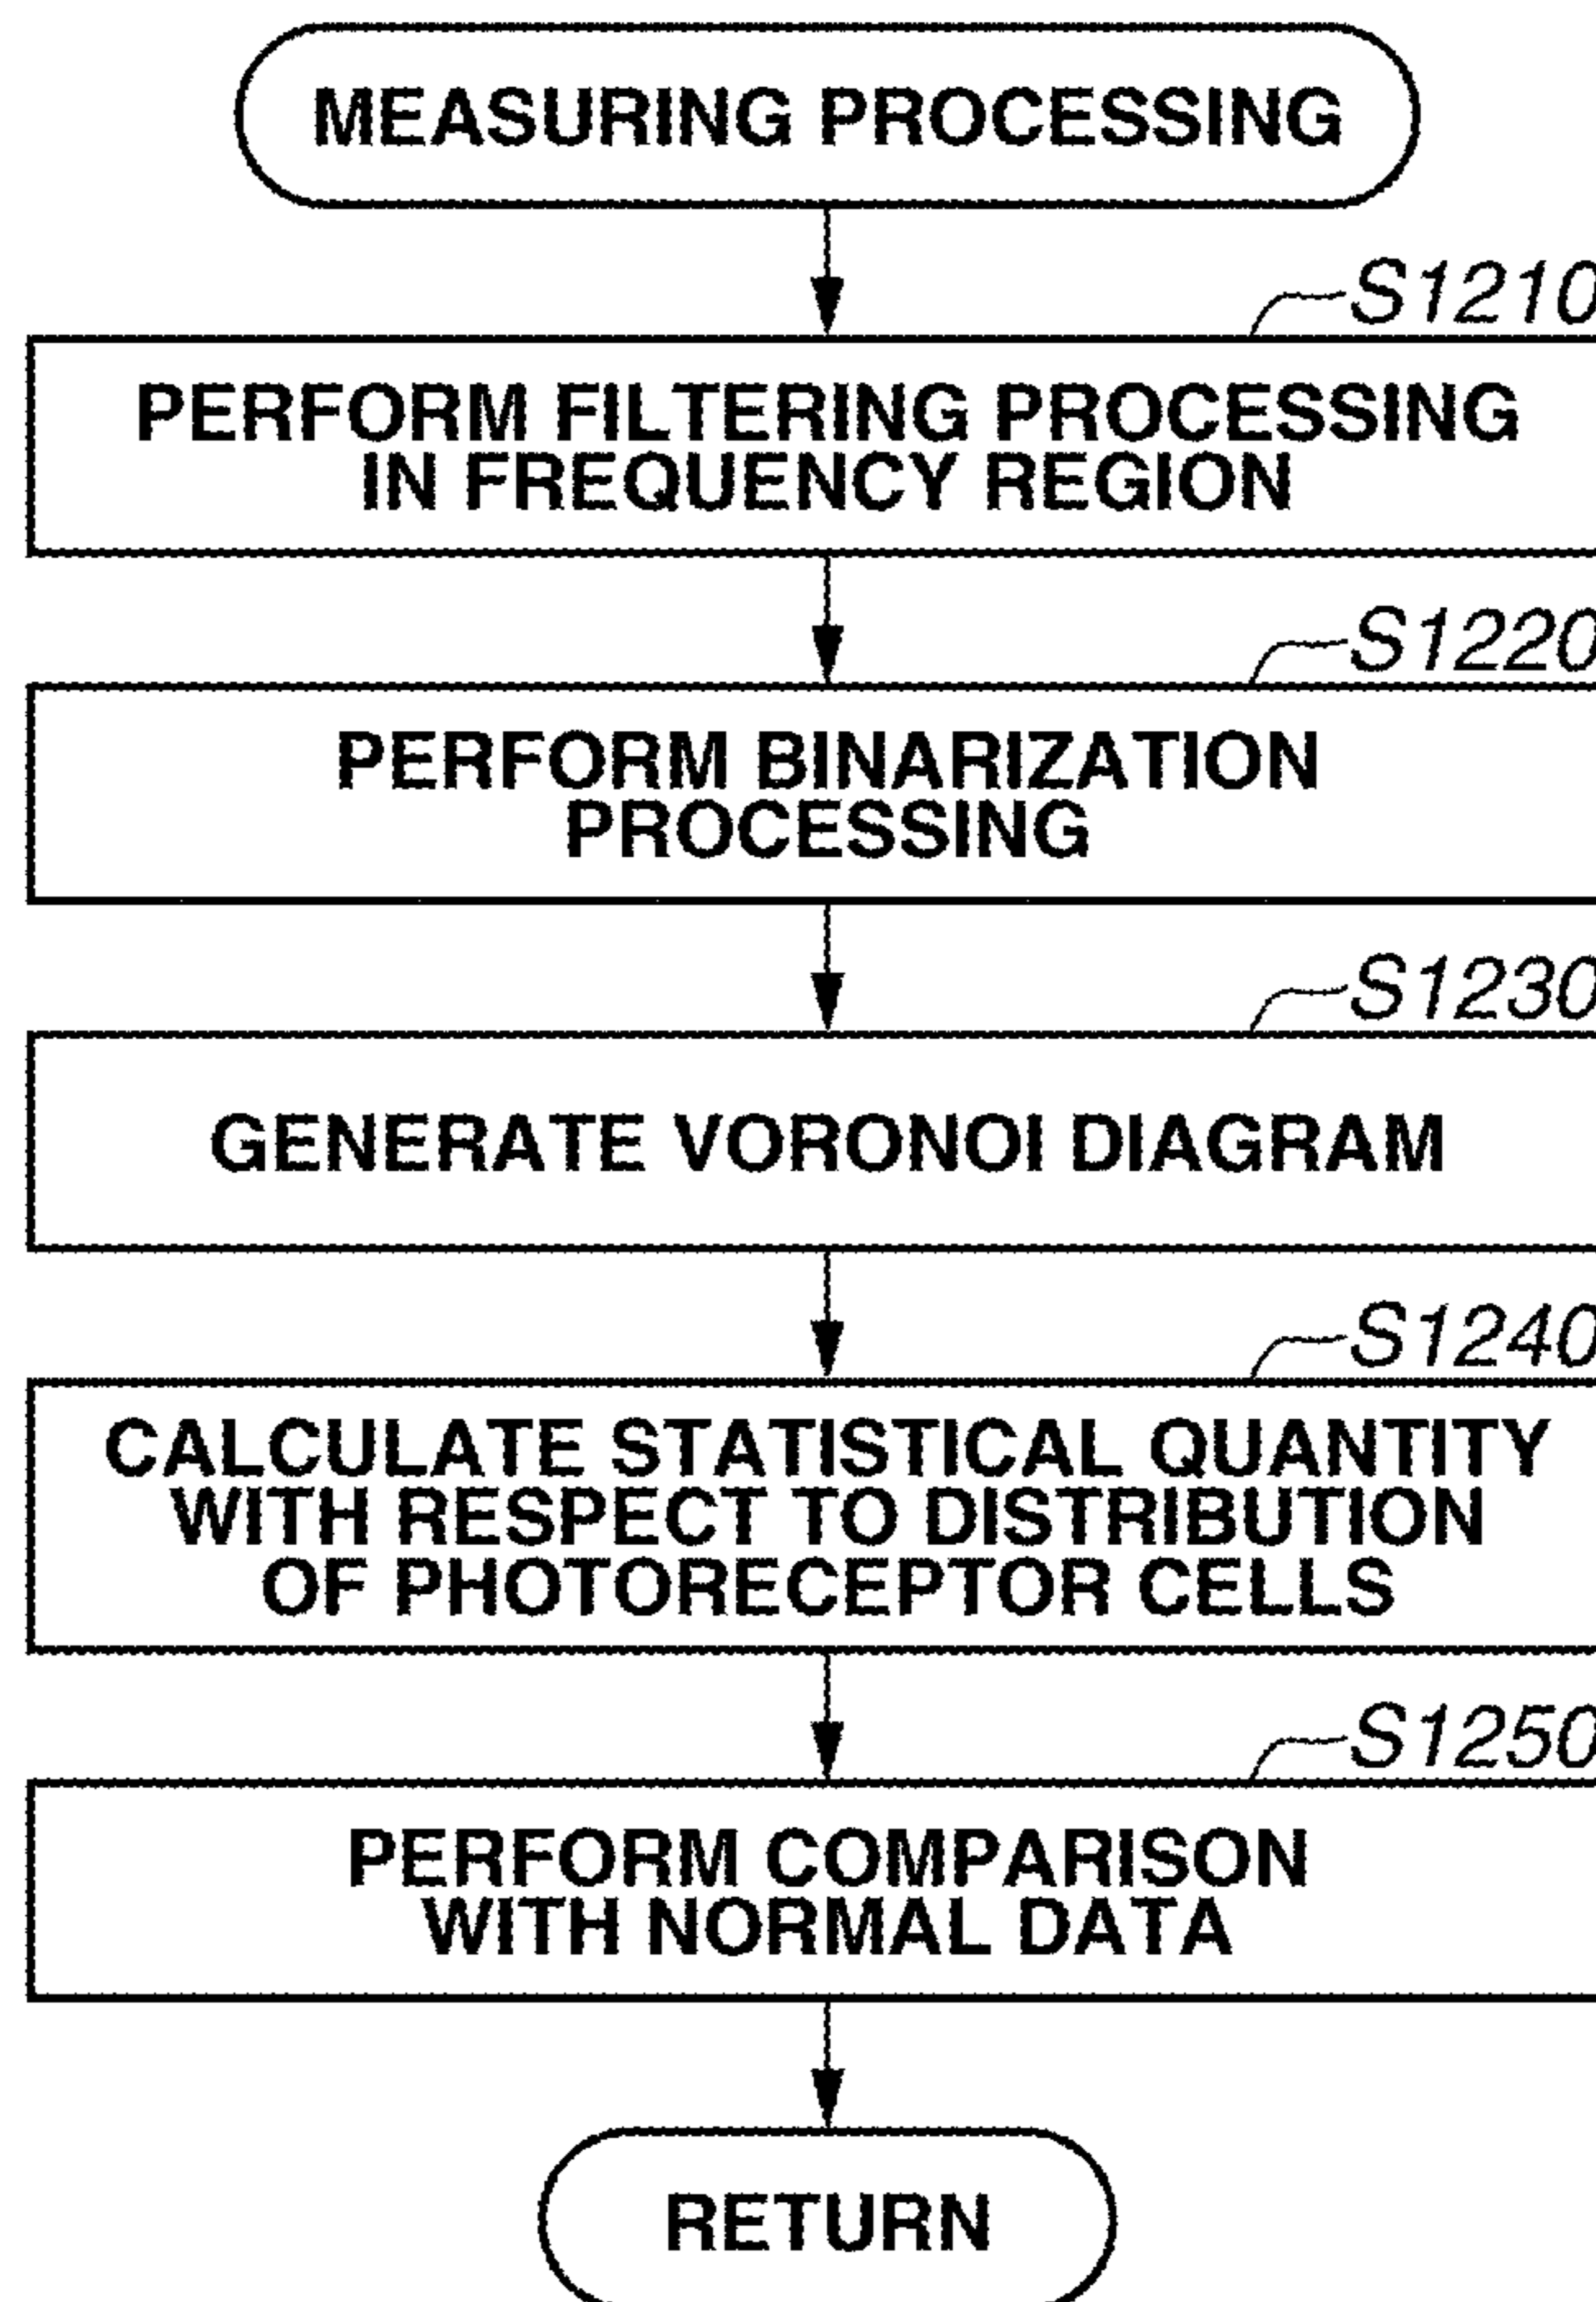 MEASURING PROCESSING
S1210
PERFORM FILTERING PROCESSING
IN FREQUENCY REGION
S1220
PERFORM BINARIZATION
PROCESSING
S1230
GENERATE VORONOI DIAGRAM
S1240
CALCULATE STATISTICAL QUANTITY
WITH RESPECT TO DISTRIBUTION
OF PHOTORECEPTOR CELLS
S1250
PERFORM COMPARISON
WITH NORMAL DATA
RETURN